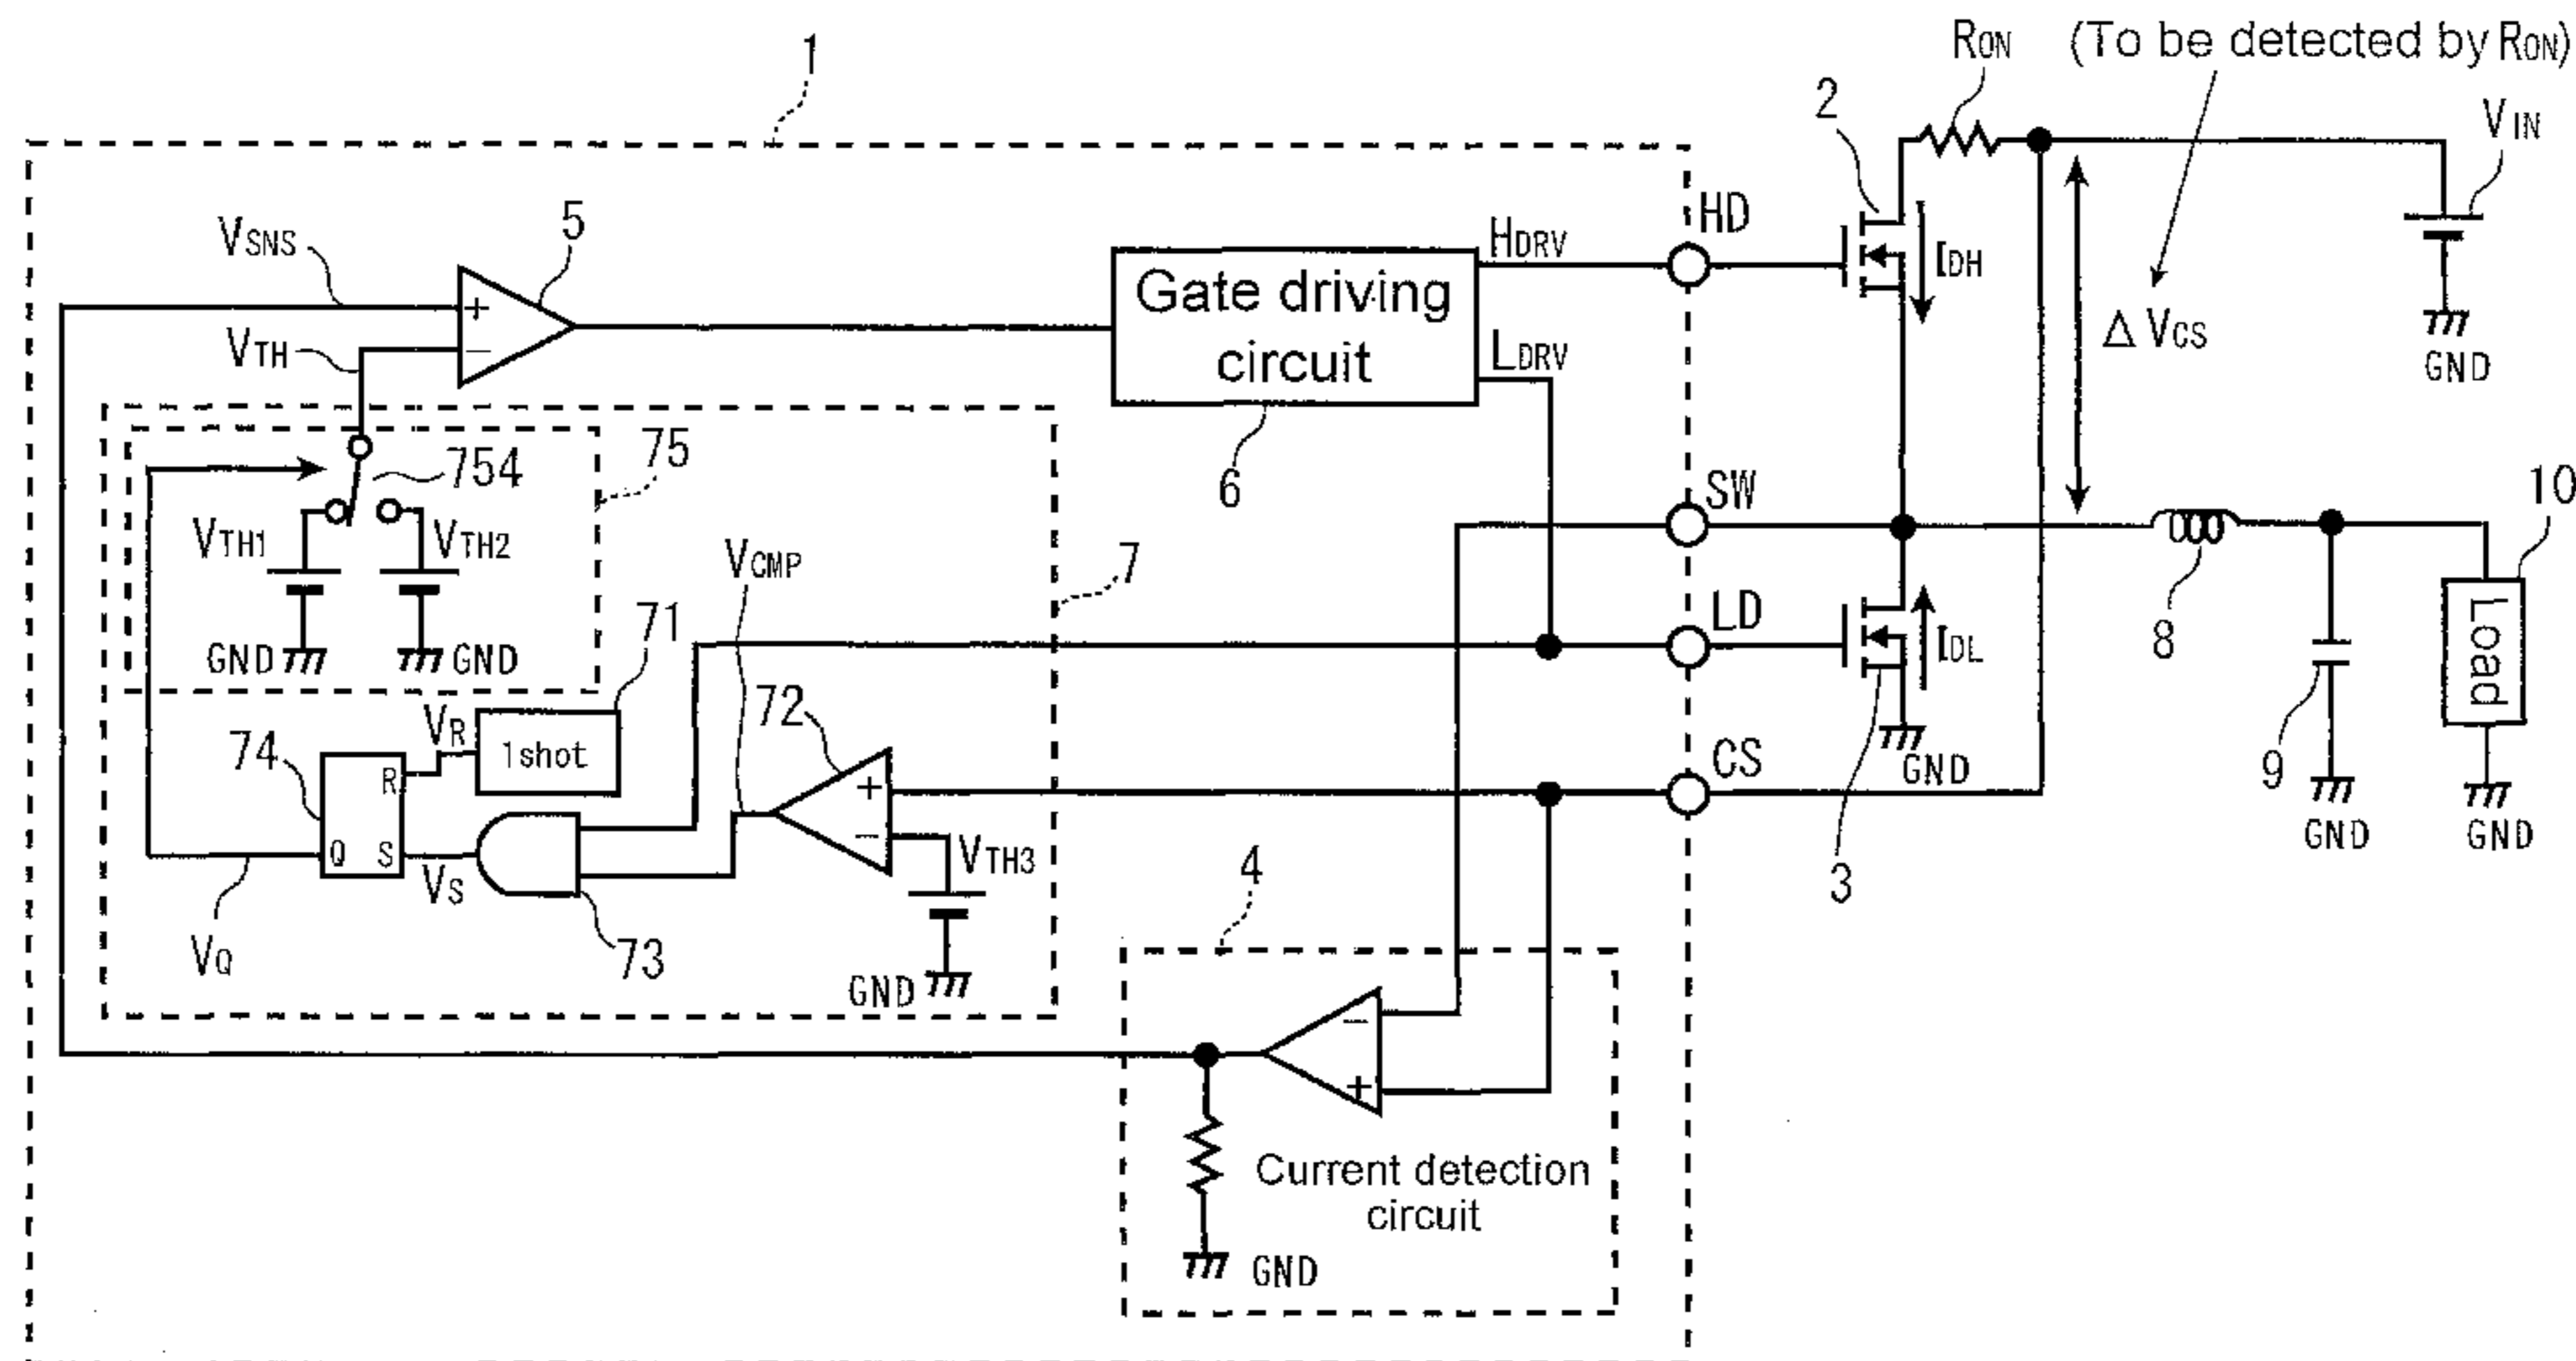 1
RON (To be detected by RON)
2
VIN
HD
VSNS
5
HDRV
IDH
Gate driving
circuit
VTH
LDRV
ΔVCS
GND
754
75
6
SW
10
VTH1
VTH2
VCMP
7
LD
IDL
8
Load
GND
GND
71
VR
1shot
72
CS
GND
9
74
R
+
−
VTH3
GND
GND
Q
S
VS
4
3
VQ
73
GND
−
+
Current detection
circuit
GND
+
−